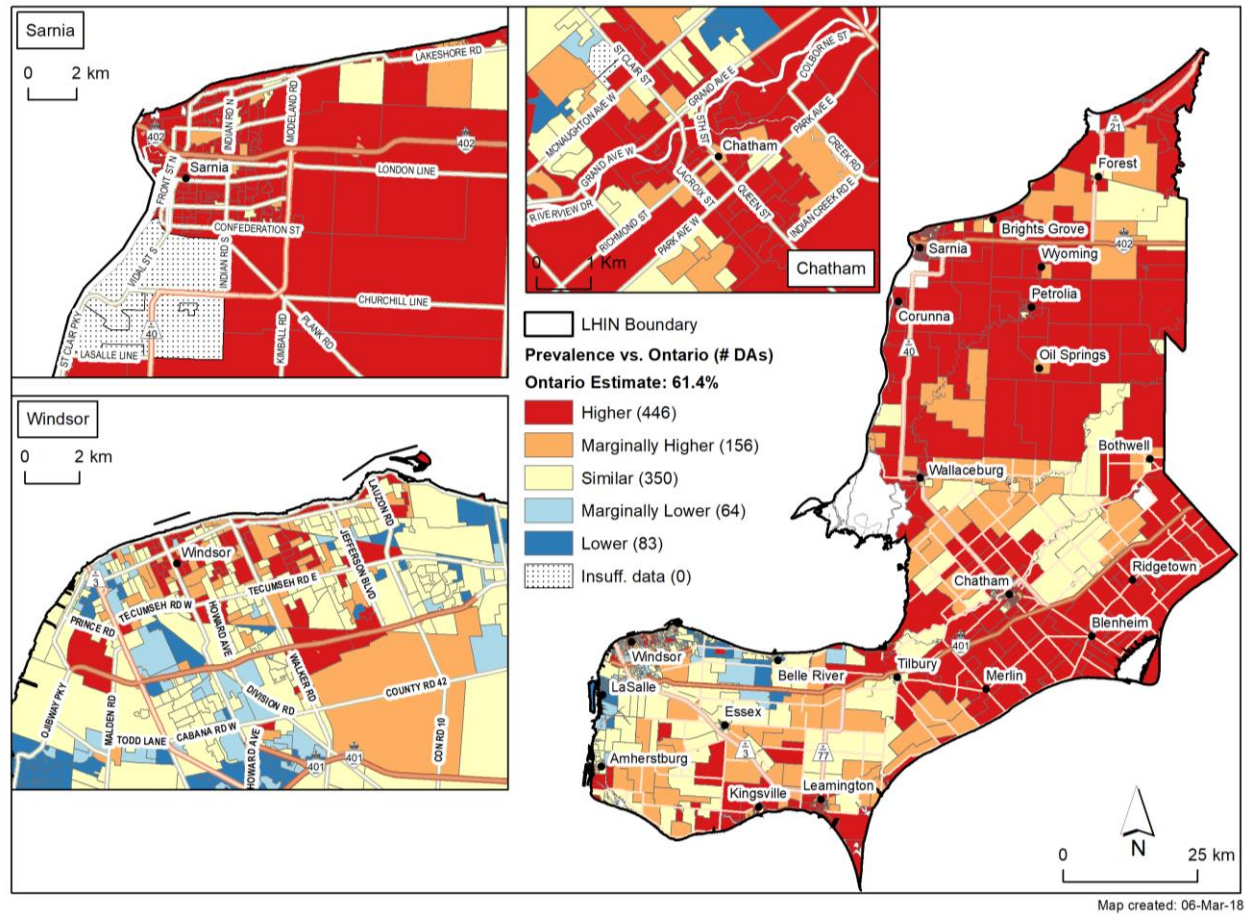 Sarnia
0 2 km
LAKESHORE RD
INDIAN RD N
MODELAND RD
402
402
FRONT ST N
Sarnia
LONDON LINE
CONFEDERATION ST
VIDAL ST S
INDIAN RD S
CHURCHILL LINE
ST CLAIR PKY
40
LASALLE LINE
KIMBALL RD
PLANK RD
ST CLAIR ST
COLBORNE ST
GRAND AVE E
MCNAUGHTON AVE W
5TH ST
PARK AVE E
Chatham
CREEK RD
GRAND AVE W
LACROIX ST
RIVERVIEW DR
QUEEN ST
INDIAN CREEK RD E
RICHMOND ST
PARK AVE W
0 1 Km
Chatham
LHIN Boundary
Prevalence vs. Ontario (# DAs)
Ontario Estimate: 61.4%
Higher (446)
Marginally Higher (156)
Similar (350)
Marginally Lower (64)
Lower (83)
Insuff. data (0)
Windsor
0 2 km
LAUZON RD
Windsor
JEFFERSON BLVD
3
TECUMSEH RD E
TECUMSEH RD W
PRINCE RD
HOWARD AVE
WALKER RD
OJIBWAY PKY
MALDEN RD
DIVISION RD
COUNTY RD 42
TODD LANE
CABANA RD W
HOWARD AVE
401
401
CON RD 10
21
Forest
Brights Grove
Sarnia
402
Wyoming
Petrolia
Corunna
40
Oil Springs
Bothwell
Wallaceburg
Ridgetown
Chatham
Blenheim
401
Windsor
Tilbury
Belle River
Merlin
LaSalle
Essex
3
77
Amherstburg
Leamington
Kingsville
N
0 25 km
Map created: 06-Mar-18